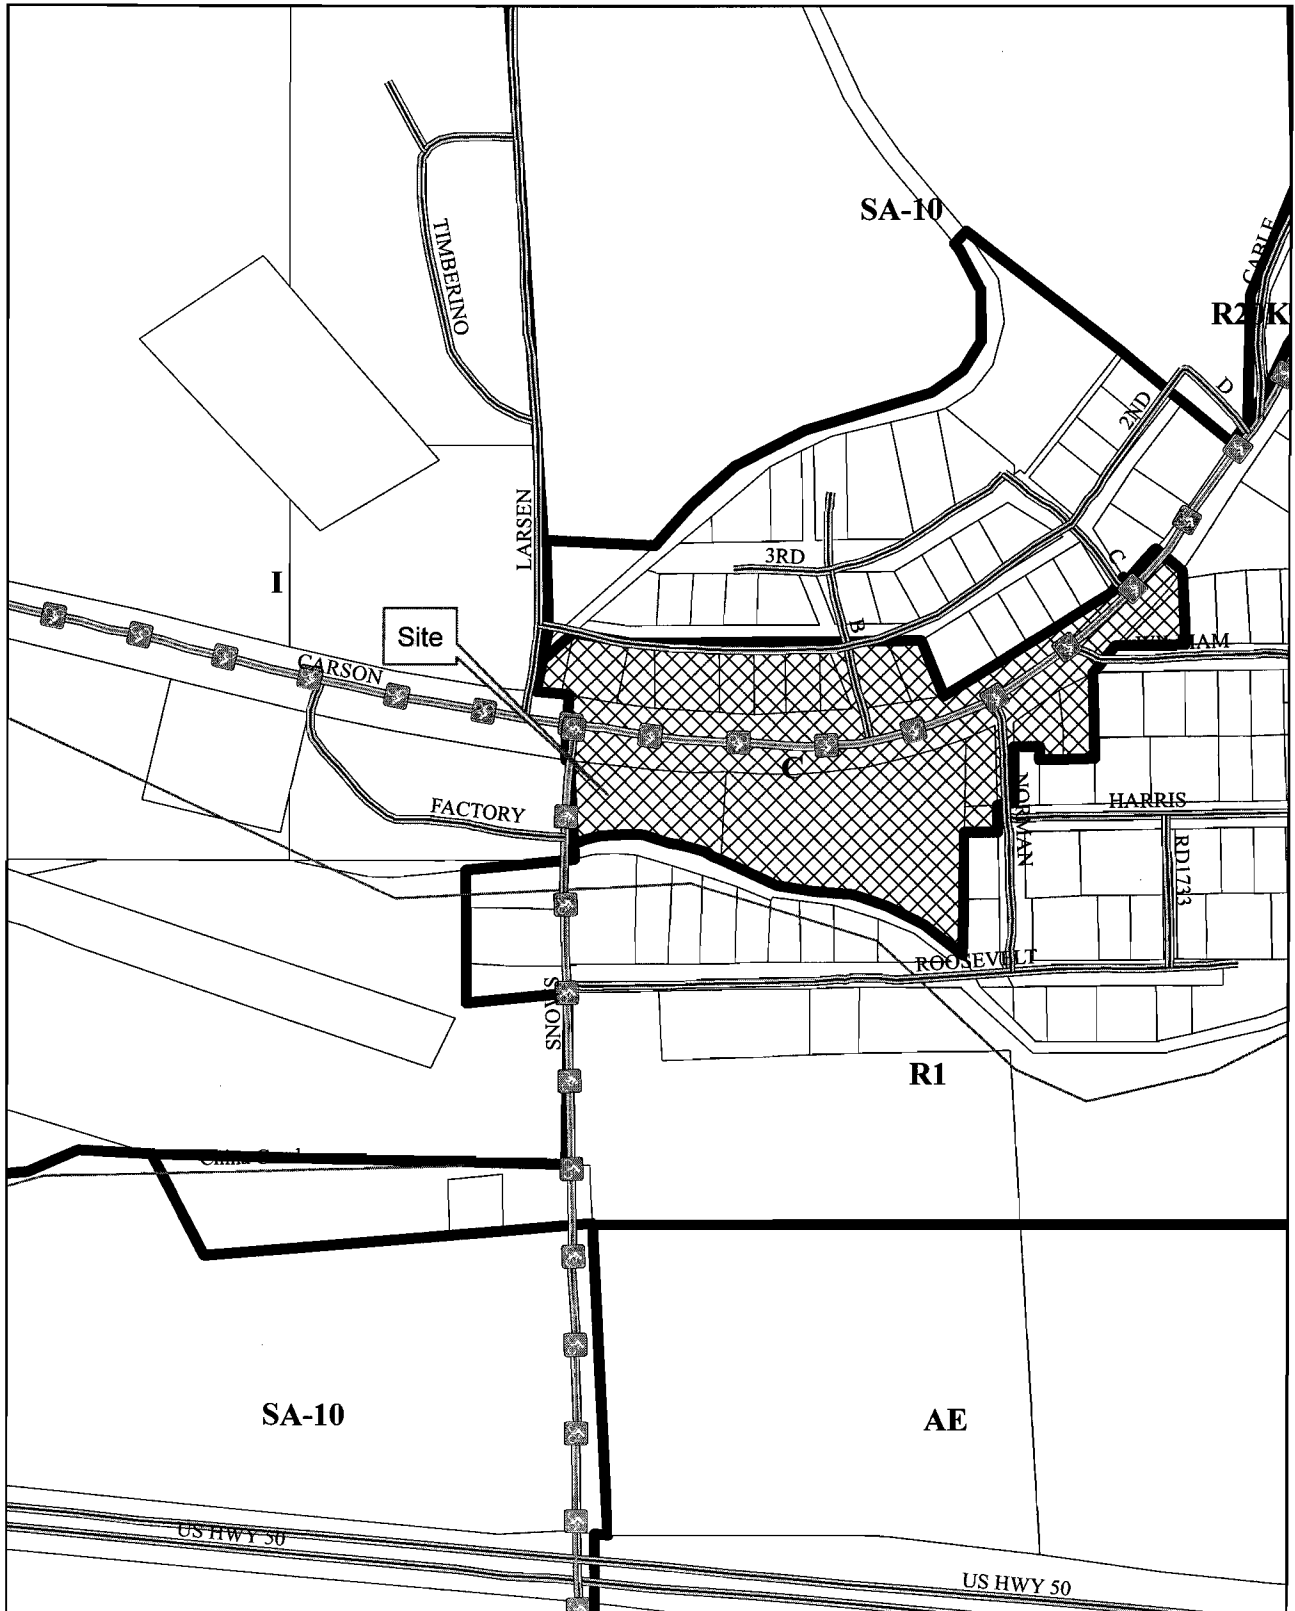 SA-10
CABLE
TIMBERINO
2ND
D
LARSEN
3RD
C
I
B
Site
CARSON
C
FACTORY
NORMAN
HARRIS
RD1733
ROOSEVELT
SNOWS
R1
SA-10
AE
US HWY 50
US HWY 50